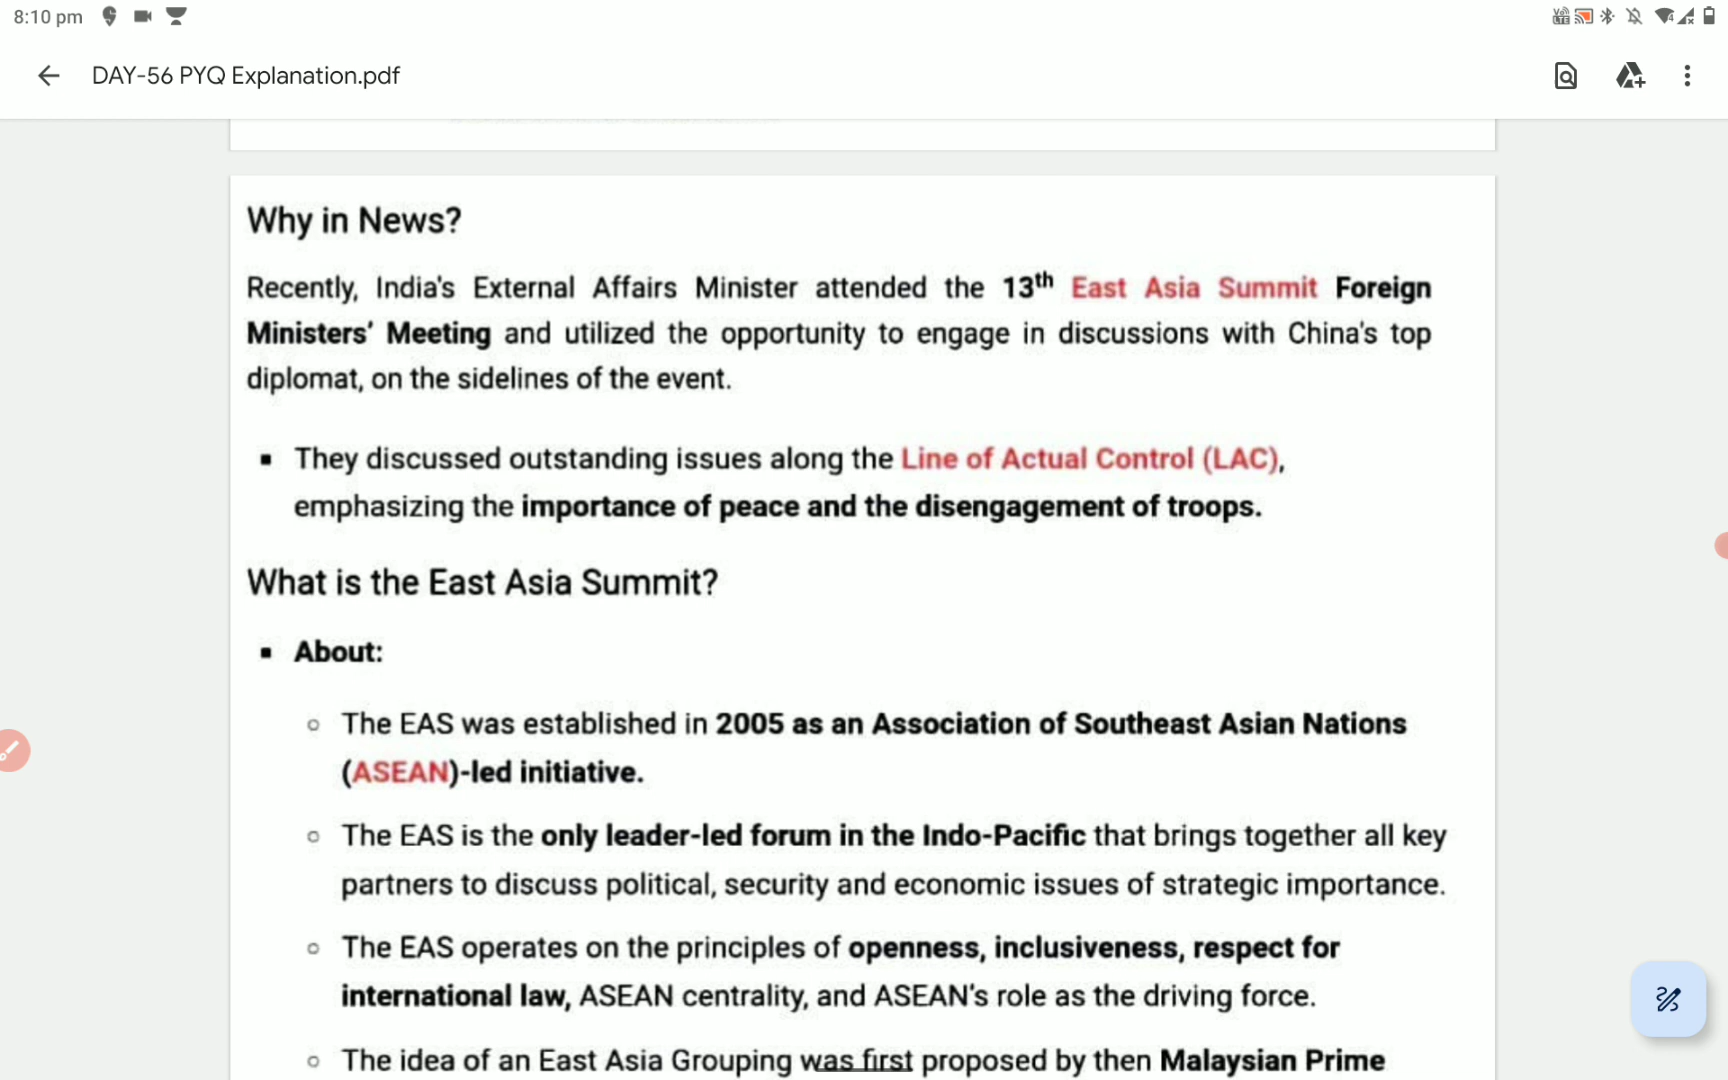 8:10 pm
DAY-56 PYQ Explanation.pdf
Why in News?
Recently, India's External Affairs Minister attended the 13th East Asia Summit Foreign
Ministers’ Meeting and utilized the opportunity to engage in discussions with China's top
diplomat, on the sidelines of the event.
▪ They discussed outstanding issues along the Line of Actual Control (LAC),
emphasizing the importance of peace and the disengagement of troops.
What is the East Asia Summit?
▪ About:
○ The EAS was established in 2005 as an Association of Southeast Asian Nations
(ASEAN)-led initiative.
○ The EAS is the only leader-led forum in the Indo-Pacific that brings together all key
partners to discuss political, security and economic issues of strategic importance.
○ The EAS operates on the principles of openness, inclusiveness, respect for
international law, ASEAN centrality, and ASEAN's role as the driving force.
○ The idea of an East Asia Grouping was first proposed by then Malaysian Prime